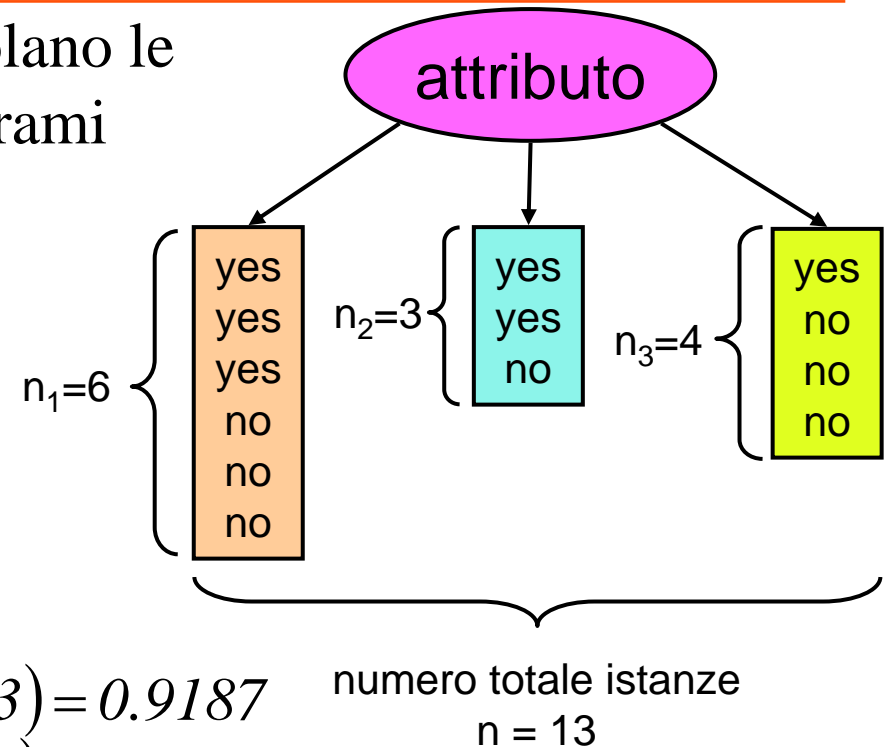 le
rami
attributo
n1=6
yes
yes
yes
no
no
no
n2=3
yes
yes
no
n3=4
yes
no
no
no
3) = 0.9187
numero totale istanze
n = 13